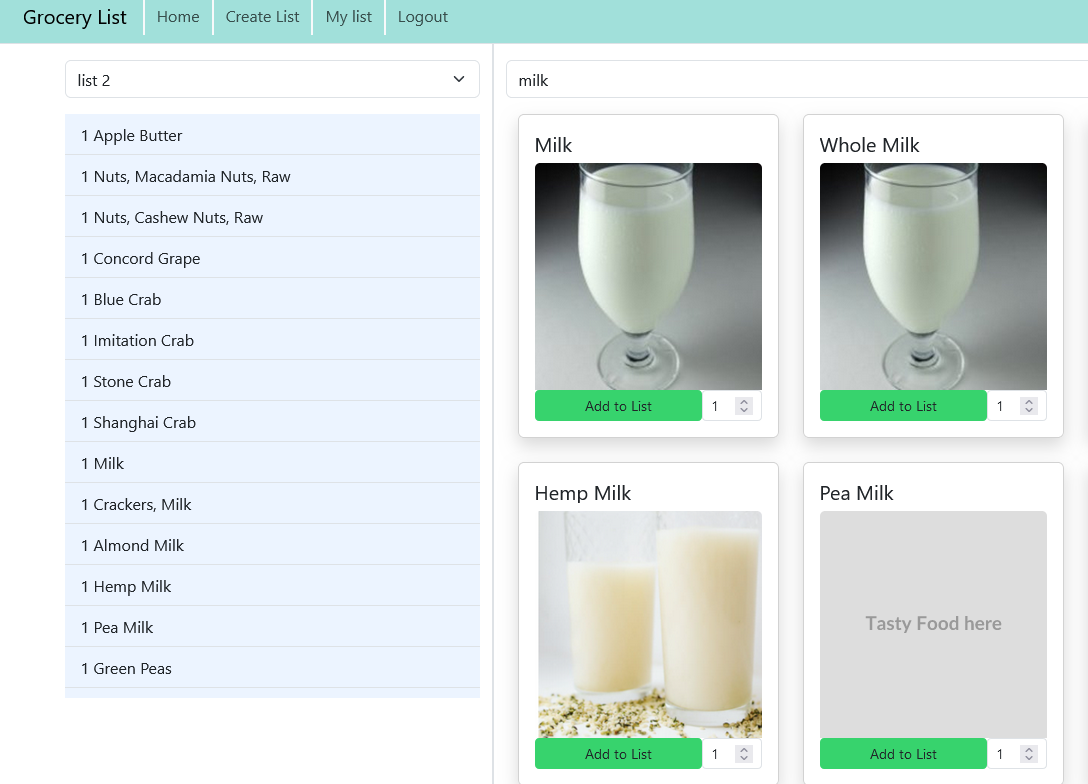 Grocery List Home Create List My list Logout
list 2
1 Apple Butter
1 Nuts, Macadamia Nuts, Raw
1 Nuts, Cashew Nuts, Raw
1 Concord Grape
1 Blue Crab
1 Imitation Crab
1 Stone Crab
1 Shanghai Crab
1 Milk
1 Crackers, Milk
1 Almond Milk
1 Hemp Milk
1 Pea Milk
1 Green Peas
milk
Milk
Add to List 1
Whole Milk
Add to List 1
Hemp Milk
Add to List 1
Pea Milk
Tasty Food here
Add to List 1